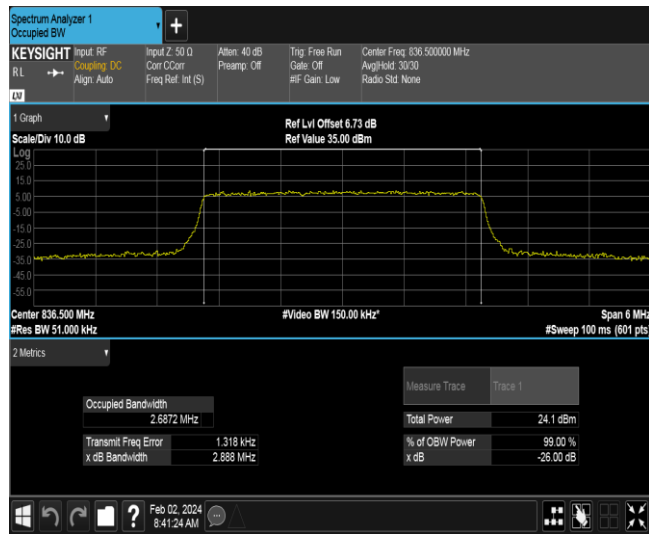 Spectrum Analyzer 1
Occupied BW
+
KEYSIGHT Input: RF Input Z: 50 Ω Atten: 40 dB Trig: Free Run Center Freq: 836.500000 MHz
RL Coupling: DC Corr CCorr Preamp: Off Gate: Off Avg|Hold: 30/30
Align: Auto Freq Ref: Int (S) #IF Gain: Low Radio Std: None
LXI
1 Graph
Scale/Div 10.0 dB
Ref Lvl Offset 6.73 dB
Ref Value 35.00 dBm
Log
25.0
15.0
5.00
-5.00
-15.0
-25.0
-35.0
-45.0
-55.0
Center 836.500 MHz #Video BW 150.00 kHz* Span 6 MHz
#Res BW 51.000 kHz #Sweep 100 ms (601 pts)
2 Metrics
Measure Trace Trace 1
Occupied Bandwidth
2.6872 MHz
Total Power 24.1 dBm
Transmit Freq Error 1.318 kHz % of OBW Power 99.00 %
x dB Bandwidth 2.888 MHz x dB -26.00 dB
?
Feb 02, 2024
8:41:24 AM